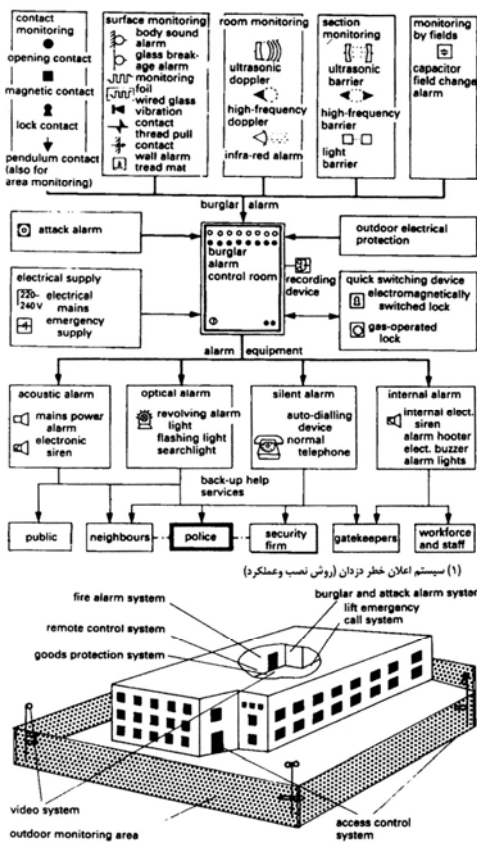 contact
monitoring
opening contact
magnetic contact
lock contact
pendulum contact
(also for
area monitoring)
surface monitoring
body sound
alarm
glass break-
age alarm
monitoring
foil
wired glass
vibration
contact
thread pull
contact
wall alarm
tread mat
room monitoring
ultrasonic
doppler
high-frequency
doppler
infra-red alarm
section
monitoring
ultrasonic
barrier
high-frequency
barrier
light
barrier
monitoring
by fields
capacitor
field change
alarm
burglar alarm
attack alarm
burglar
alarm
control room
recording
device
outdoor electrical
protection
electrical supply
220–
240 V
electrical
mains
emergency
supply
quick switching device
electromagnetically
switched lock
gas-operated
lock
alarm equipment
acoustic alarm
mains power
alarm
electronic
siren
optical alarm
revolving alarm
light
flashing light
searchlight
silent alarm
auto-dialling
device
normal
telephone
internal alarm
internal elect.
siren
alarm hooter
elect. buzzer
alarm lights
back-up help
services
public
neighbours
police
security
firm
gatekeepers
workforce
and staff
(۱) سیستم اعلان خطر دزدان (روش نصب وعملکرد)
fire alarm system
burglar and attack alarm system
lift emergency
call system
remote control system
goods protection system
video system
outdoor monitoring area
access control
system